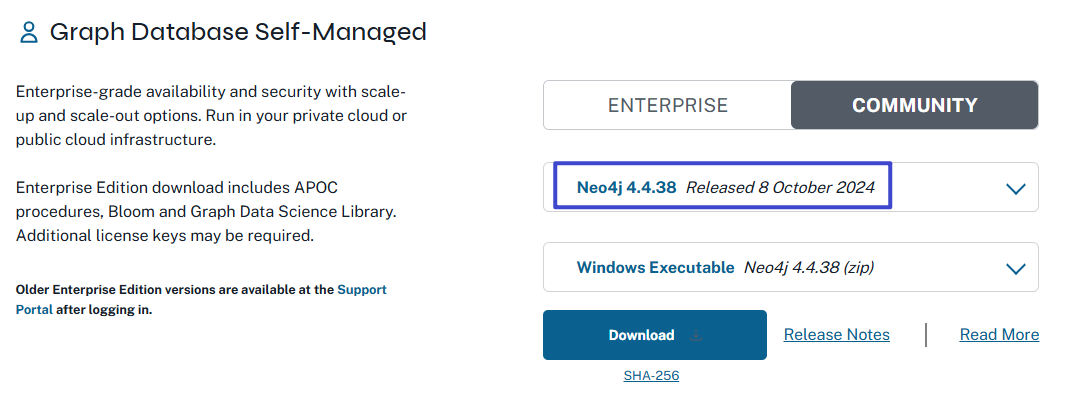 Graph Database Self-Managed
Enterprise-grade availability and security with scale-
up and scale-out options. Run in your private cloud or
public cloud infrastructure.
Enterprise Edition download includes APOC
procedures, Bloom and Graph Data Science Library.
Additional license keys may be required.
Older Enterprise Edition versions are available at the Support
Portal after logging in.
ENTERPRISE COMMUNITY
Neo4j 4.4.38 Released 8 October 2024
Windows Executable Neo4j 4.4.38 (zip)
Download Release Notes | Read More
SHA-256